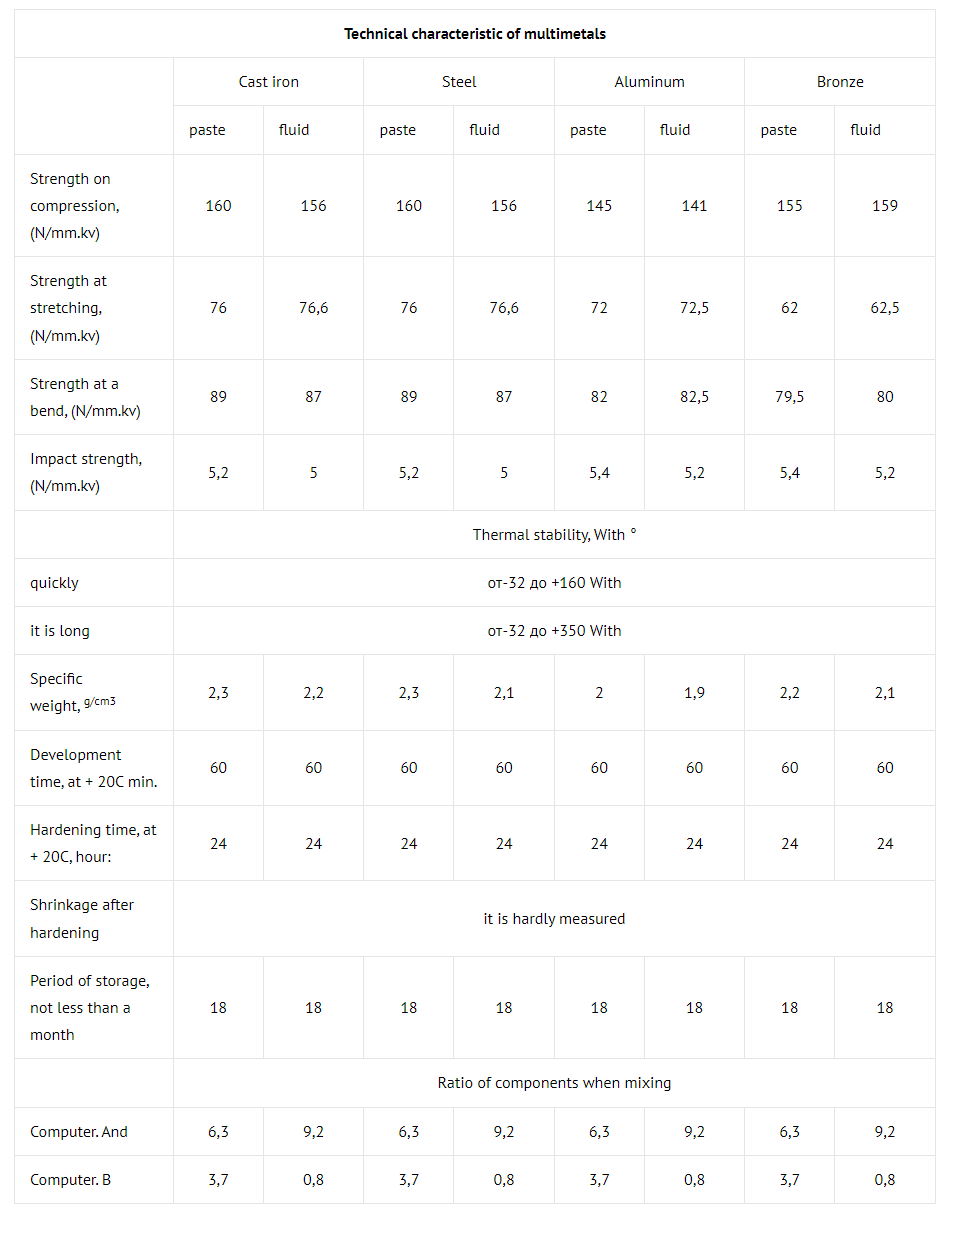 Technical characteristic of multimetals
Cast iron Steel Aluminum Bronze
paste fluid paste fluid paste fluid paste fluid
Strength on
compression,
(N/mm.kv)
160 156 160 156 145 141 155 159
Strength at
stretching,
(N/mm.kv)
76 76,6 76 76,6 72 72,5 62 62,5
Strength at a
bend, (N/mm.kv)
89 87 89 87 82 82,5 79,5 80
Impact strength,
(N/mm.kv)
5,2 5 5,2 5 5,4 5,2 5,4 5,2
Thermal stability, With °
quickly от-32 до +160 With
it is long от-32 до +350 With
Specific
weight, g/cm3
2,3 2,2 2,3 2,1 2 1,9 2,2 2,1
Development
time, at + 20C min.
60 60 60 60 60 60 60 60
Hardening time, at
+ 20C, hour:
24 24 24 24 24 24 24 24
Shrinkage after
hardening
it is hardly measured
Period of storage,
not less than a
month
18 18 18 18 18 18 18 18
Ratio of components when mixing
Computer. And 6,3 9,2 6,3 9,2 6,3 9,2 6,3 9,2
Computer. B 3,7 0,8 3,7 0,8 3,7 0,8 3,7 0,8